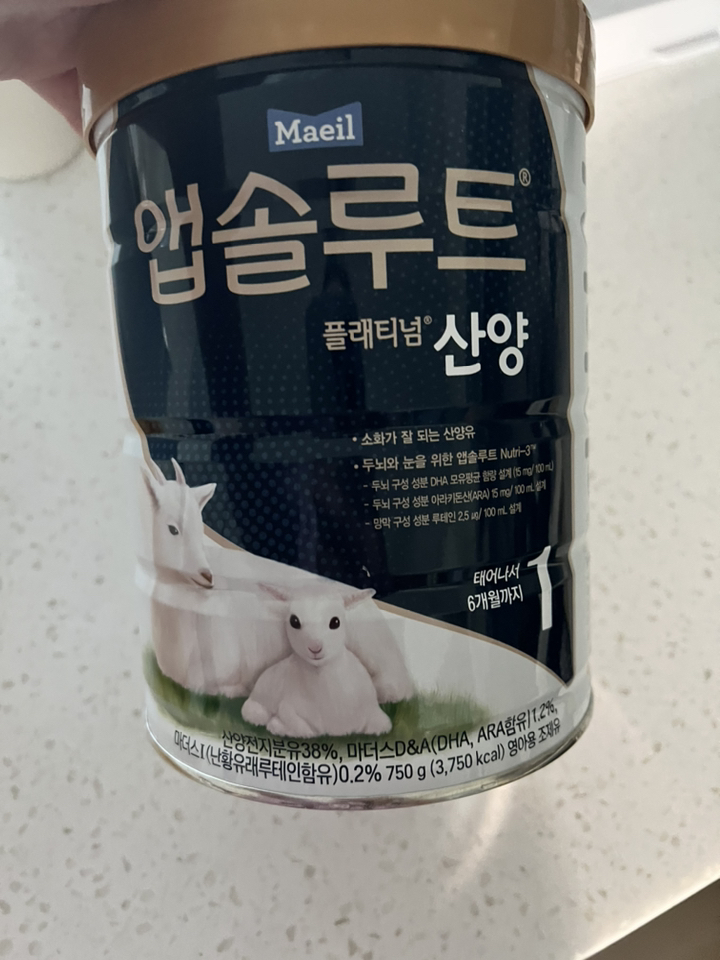 Maeil
앱솔루트®
플래티넘® 산양
• 소화가 잘 되는 산양유
• 두뇌와 눈을 위한 앱솔루트 Nutri-3™
- 두뇌 구성 성분 DHA 모유평균 함량 설계 (15 mg/100 mL)
- 두뇌 구성 성분 아라키돈산(ARA) 15 mg/100 mL 설계
- 망막 구성 성분 루테인 2.5 μg/100 mL 설계
태어나서
6개월까지 1
산양전지분유38%, 마더스D&A(DHA, ARA함유)1.2%,
마더스I(난황유래루테인함유)0.2% 750 g (3,750 kcal) 영아용 조제유